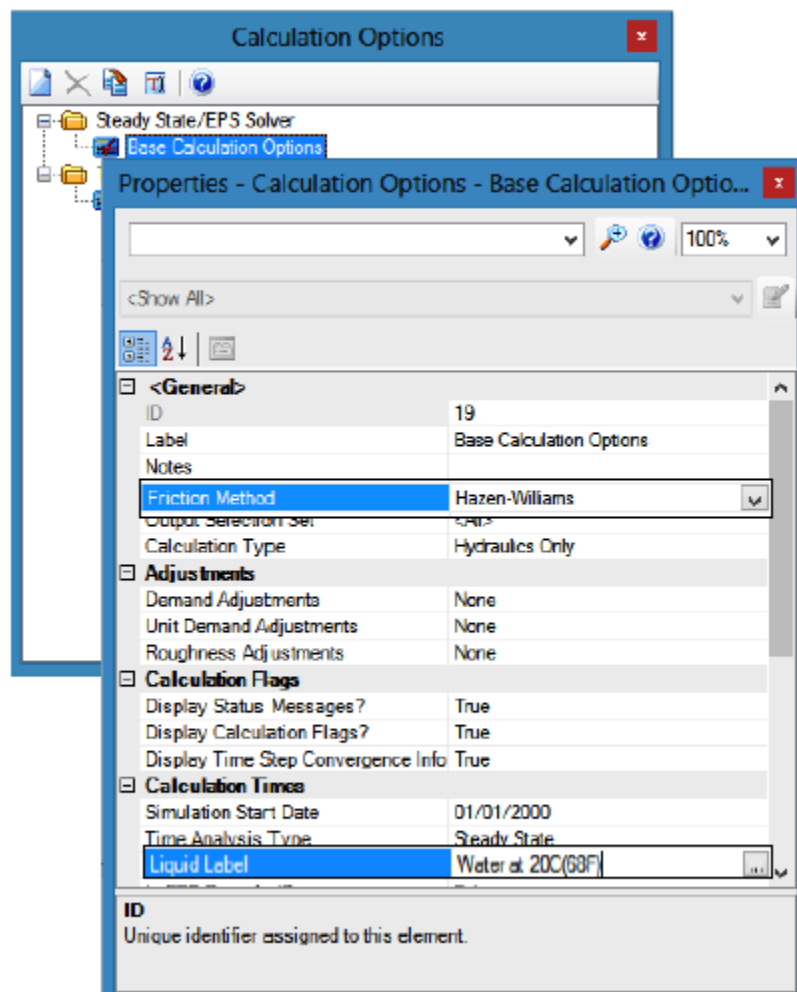 Calculation Options
Steady State/EPS Solver
Base Calculation Options
Properties - Calculation Options - Base Calculation Optio...
100%
<Show All>
<General>
ID 19
Label Base Calculation Options
Notes
Friction Method Hazen-Williams
Output Selection Set <All>
Calculation Type Hydraulics Only
Adjustments
Demand Adjustments None
Unit Demand Adjustments None
Roughness Adjustments None
Calculation Flags
Display Status Messages? True
Display Calculation Flags? True
Display Time Step Convergence Info True
Calculation Times
Simulation Start Date 01/01/2000
Time Analysis Type Steady State
Liquid Label Water at 20C(68F)
ID
Unique identifier assigned to this element.